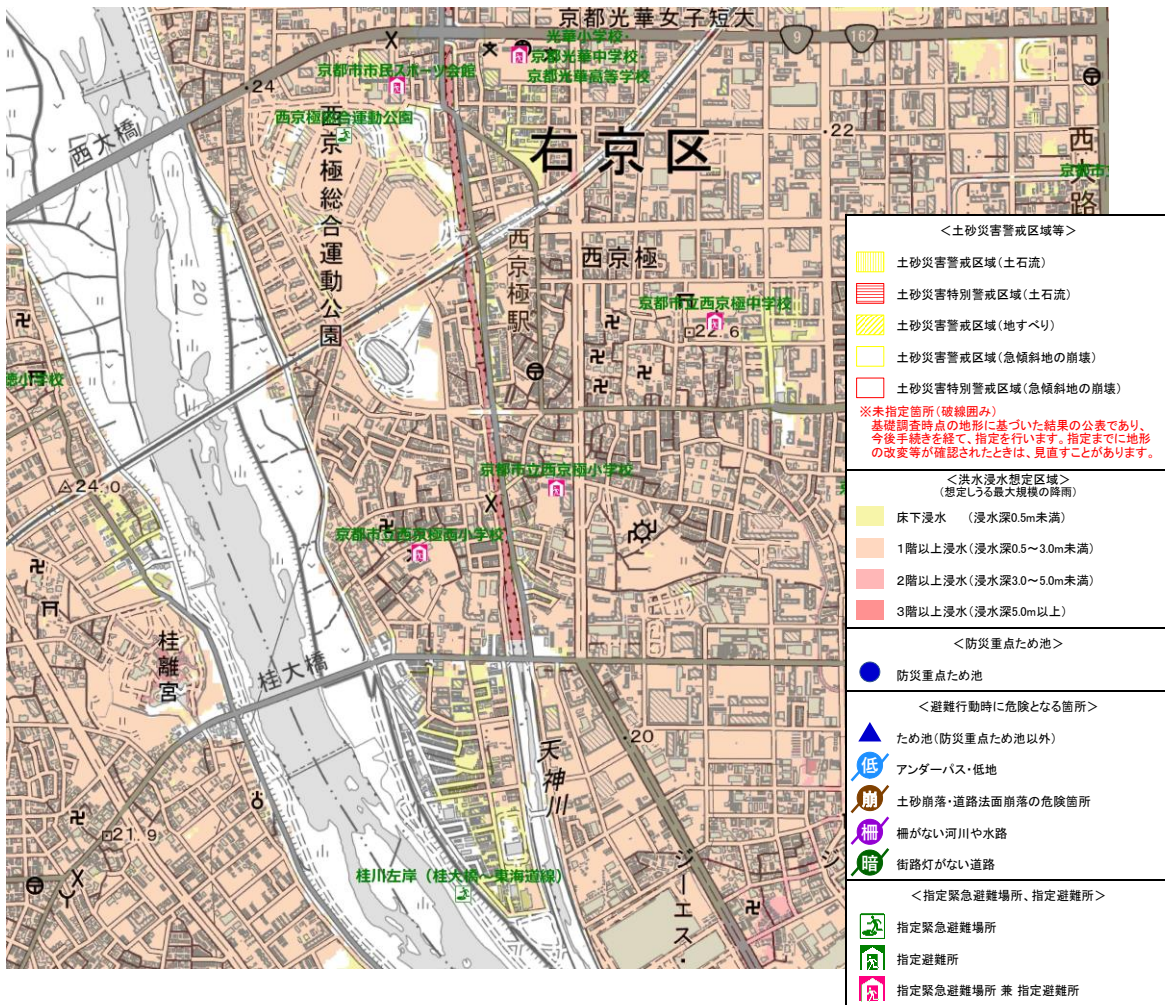 京都光華女子短大
光華小学校
京都光華中学校
京都光華高等学校
9
162
京都市市民スポーツ会館
24
西大橋
西京極総合運動公園
西京極総合運動公園
右京区
22
西大路
京都市
20
西京極駅
西京極
京都市立西京極中学校
22.6
徳小学校
24.0
京都市立西京極小学校
京都市立西京極西小学校
桂離宮
桂大橋
20
天神川
21.9
桂川左岸(桂大橋~東海道線)
ジーエス・
ジ
<土砂災害警戒区域等>
土砂災害警戒区域(土石流)
土砂災害特別警戒区域(土石流)
土砂災害警戒区域(地すべり)
土砂災害警戒区域(急傾斜地の崩壊)
土砂災害特別警戒区域(急傾斜地の崩壊)
※未指定箇所(破線囲み)
基礎調査時点の地形に基づいた結果の公表であり、
今後手続きを経て、指定を行います。指定までに地形
の改変等が確認されたときは、見直すことがあります。
<洪水浸水想定区域>
(想定しうる最大規模の降雨)
床下浸水 (浸水深0.5m未満)
1階以上浸水(浸水深0.5~3.0m未満)
2階以上浸水(浸水深3.0~5.0m未満)
3階以上浸水(浸水深5.0m以上)
<防災重点ため池>
防災重点ため池
<避難行動時に危険となる箇所>
ため池(防災重点ため池以外)
低 アンダーパス・低地
崩 土砂崩落・道路法面崩落の危険箇所
柵 柵がない河川や水路
暗 街路灯がない道路
<指定緊急避難場所、指定避難所>
指定緊急避難場所
指定避難所
指定緊急避難場所 兼 指定避難所